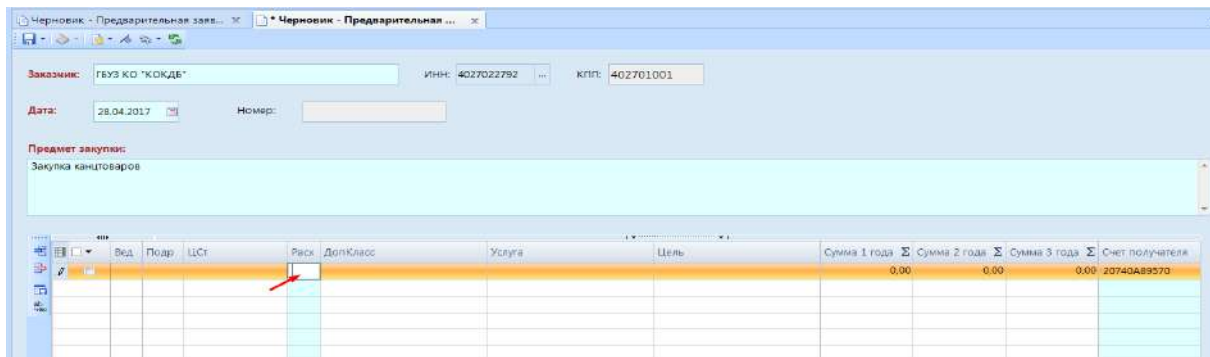 Черновик - Предварительная заяв... × * Черновик - Предварительная ... ×
Заказчик: ГБУЗ КО "КОКДБ" ИНН: 4027022792 ... КПП: 402701001
Дата: 28.04.2017 Номер:
Предмет закупки:
Закупка канцтоваров
Вед Подр ЦСт Расх ДопКласс Услуга Цель Сумма 1 года Σ Сумма 2 года Σ Сумма 3 года Σ Счет получателя
0,00 0,00 0,00 20740А89570